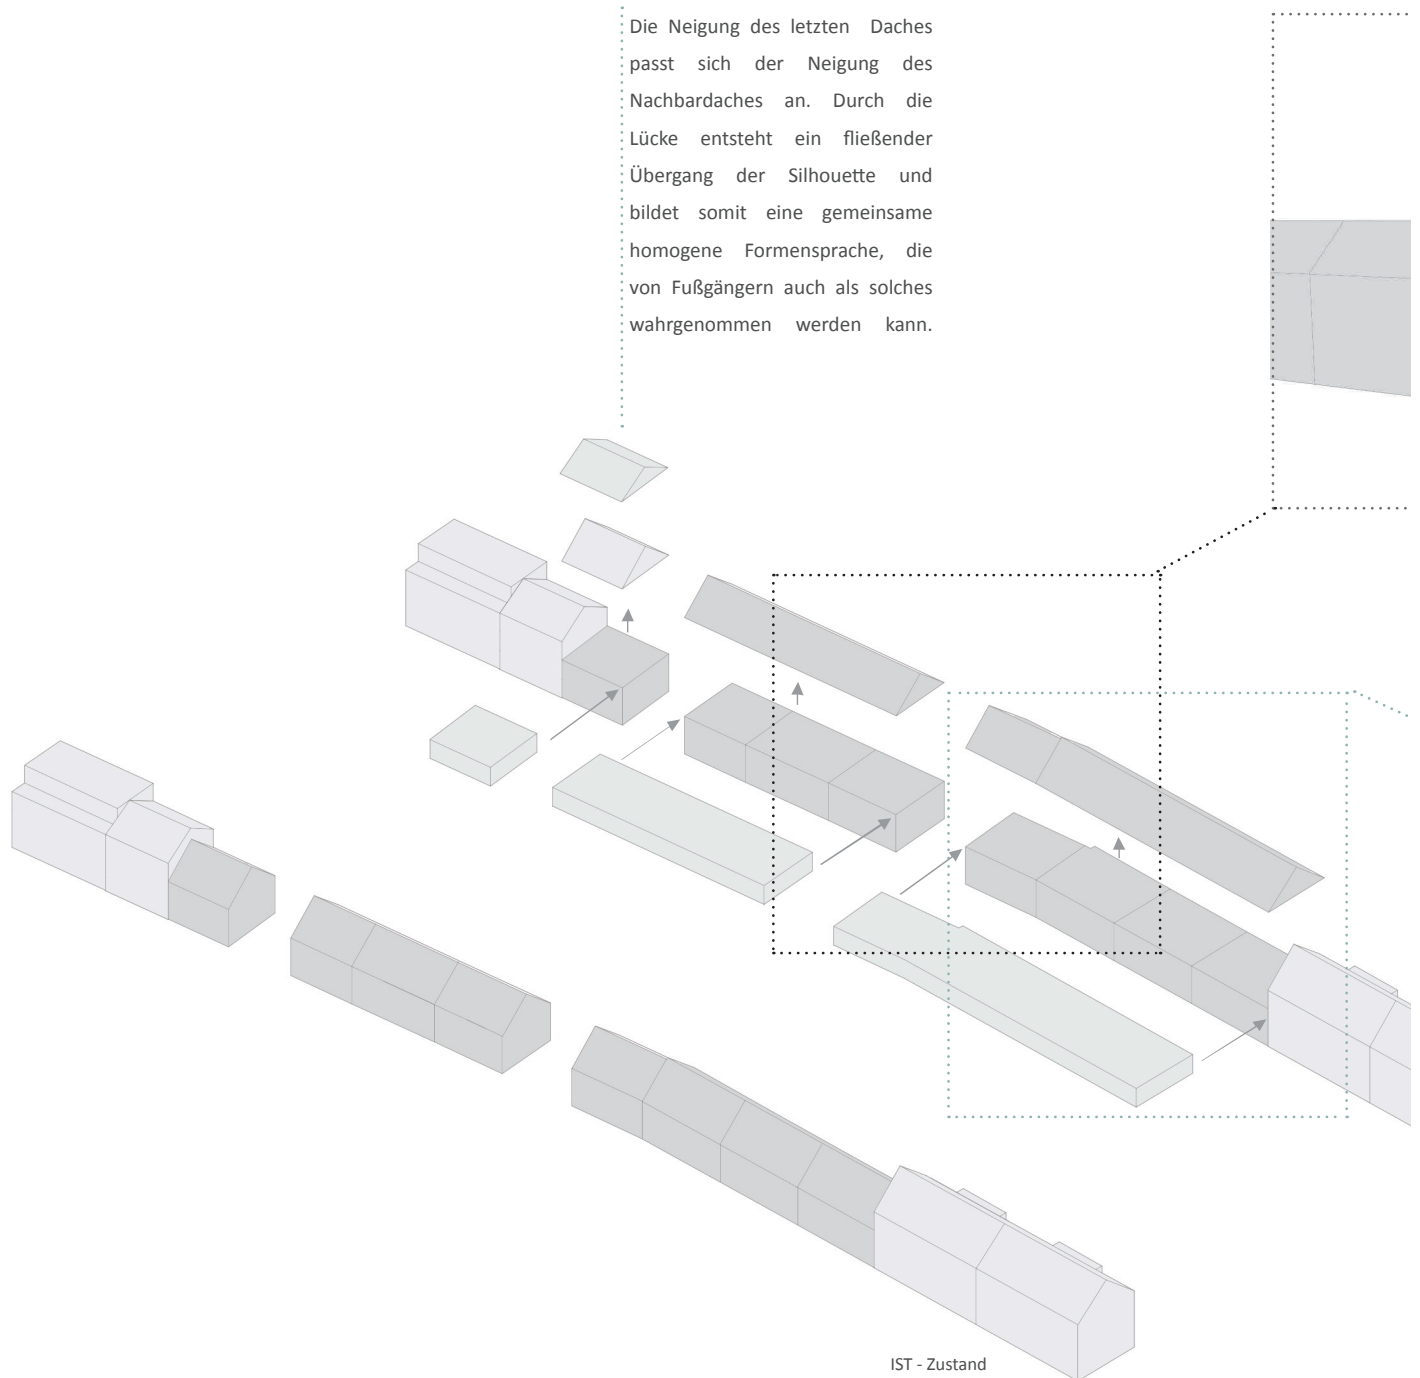 Die Neigung des letzten Daches
passt sich der Neigung des
Nachbardaches an. Durch die
Lücke entsteht ein fließender
Übergang der Silhouette und
bildet somit eine gemeinsame
homogene Formensprache, die
von Fußgängern auch als solches
wahrgenommen werden kann.
IST - Zustand